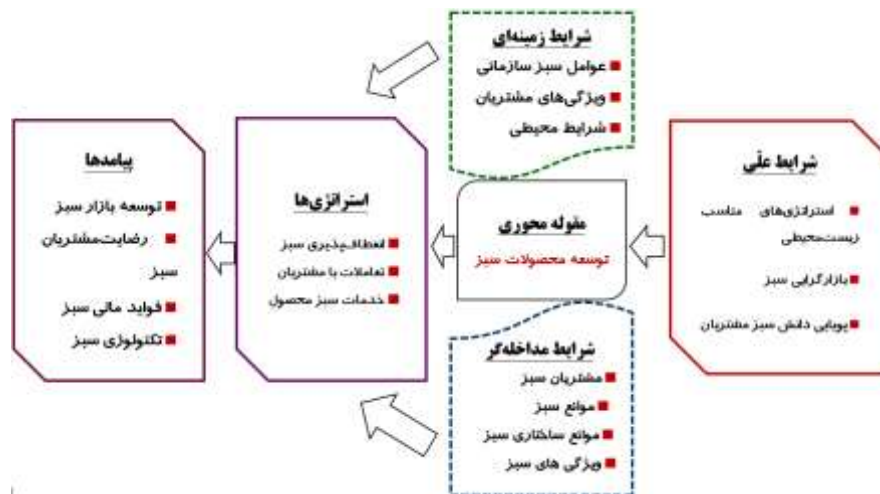 شرایط زمینه‌ای
عوامل سبز سازمانی
ویژگی‌های مشتریان
شرایط محیطی
شرایط علّی
استراتژی‌های مناسب
زیست‌محیطی
بازارگرایی سبز
پویایی دانش سبز مشتریان
مقوله محوری
توسعه محصولات سبز
شرایط مداخله‌گر
مشتریان سبز
موانع سبز
موانع ساختاری سبز
ویژگی های سبز
استراتژی‌ها
انعطاف‌پذیری سبز
تعاملات با مشتریان
خدمات سبز محصول
پیامدها
توسعه بازار سبز
رضایت‌مشتریان
سبز
فواید مالی سبز
تکنولوژی سبز